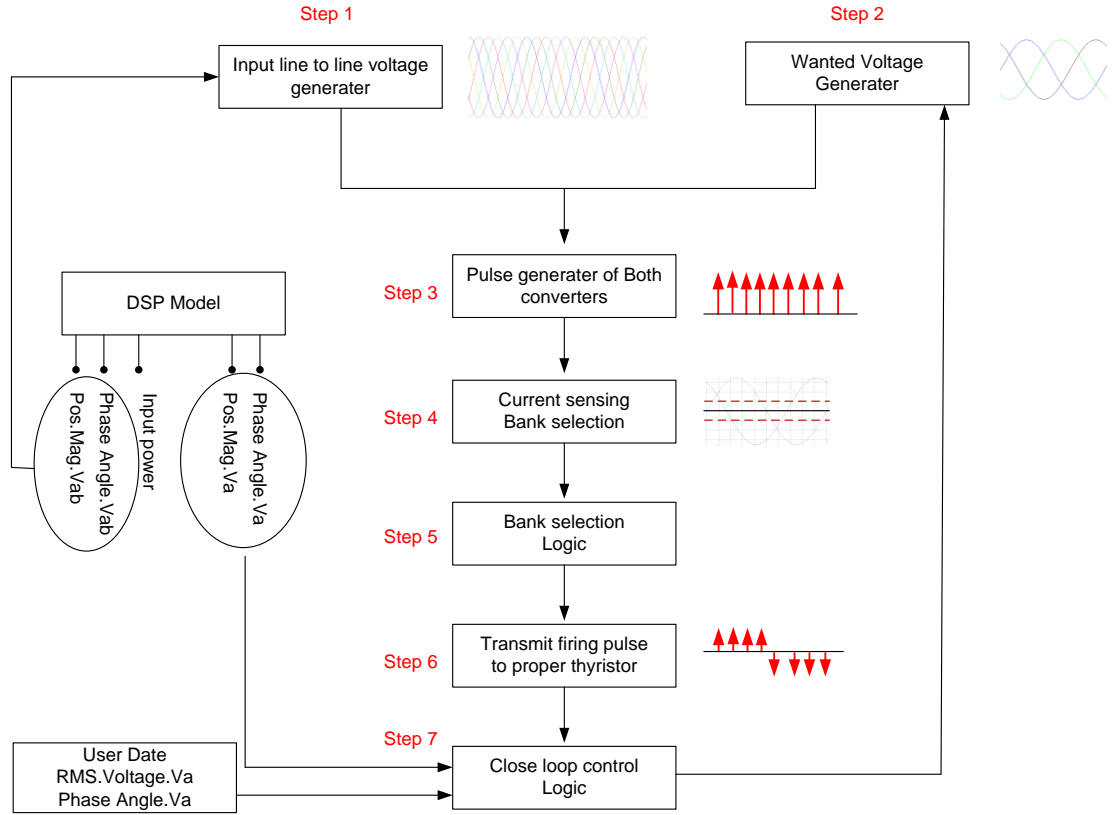 Step 1
Step 2
Input line to line voltage
generater
Wanted Voltage
Generater
Step 3
Pulse generater of Both
converters
DSP Model
Pos.Mag.Vab
Phase Angle.Vab
Input power
Pos.Mag.Va
Phase Angle.Va
Step 4
Current sensing
Bank selection
Step 5
Bank selection
Logic
Step 6
Transmit firing pulse
to proper thyristor
Step 7
Close loop control
Logic
User Date
RMS.Voltage.Va
Phase Angle.Va